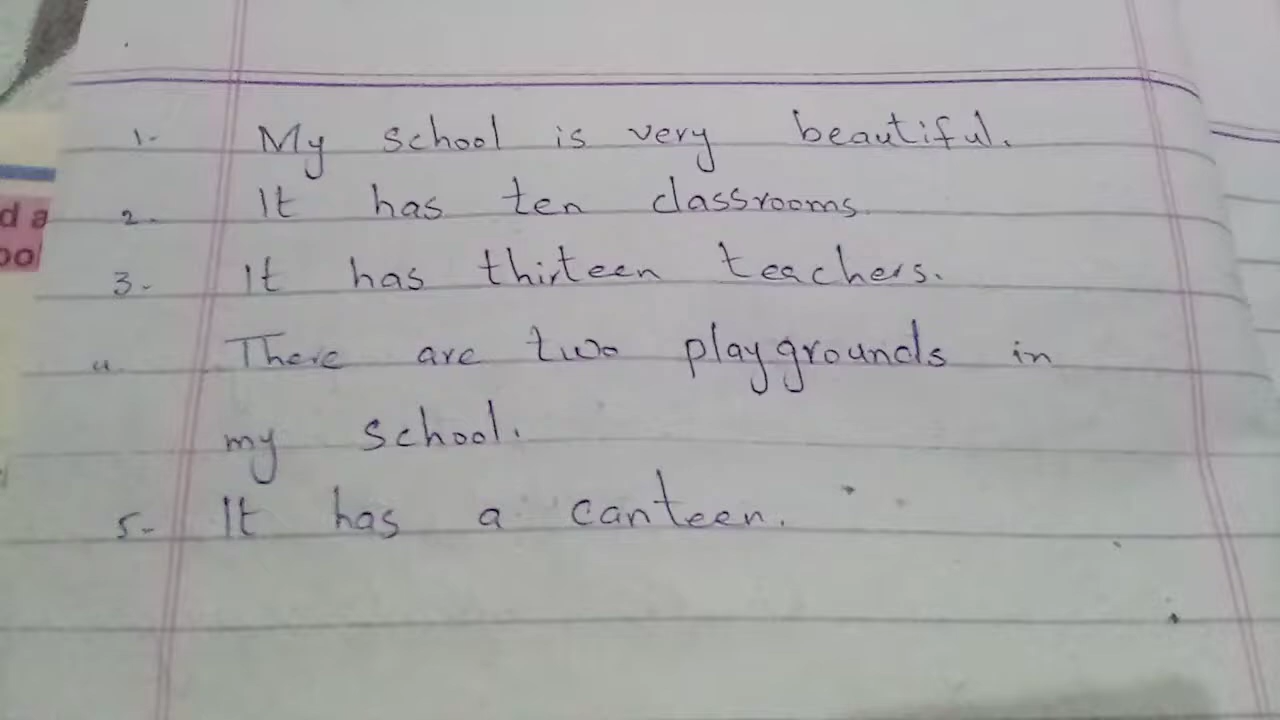 1. My school is very beautiful.
2. It has ten classrooms.
3. It has thirteen teachers.
4. There are two playgrounds in
my school.
5. It has a canteen.
d a
oo